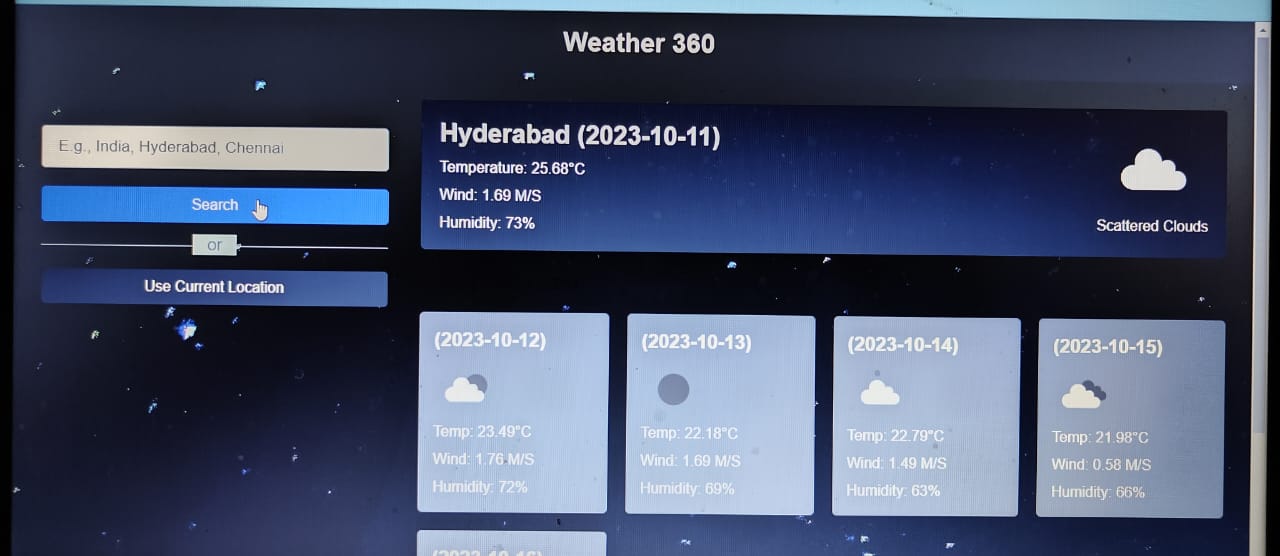 Weather 360
E.g., India, Hyderabad, Chennai
Search
or
Use Current Location
Hyderabad (2023-10-11)
Temperature: 25.68°C
Wind: 1.69 M/S
Humidity: 73%
Scattered Clouds
(2023-10-12)
Temp: 23.49°C
Wind: 1.76 M/S
Humidity: 72%
(2023-10-13)
Temp: 22.18°C
Wind: 1.69 M/S
Humidity: 69%
(2023-10-14)
Temp: 22.79°C
Wind: 1.49 M/S
Humidity: 63%
(2023-10-15)
Temp: 21.98°C
Wind: 0.58 M/S
Humidity: 66%